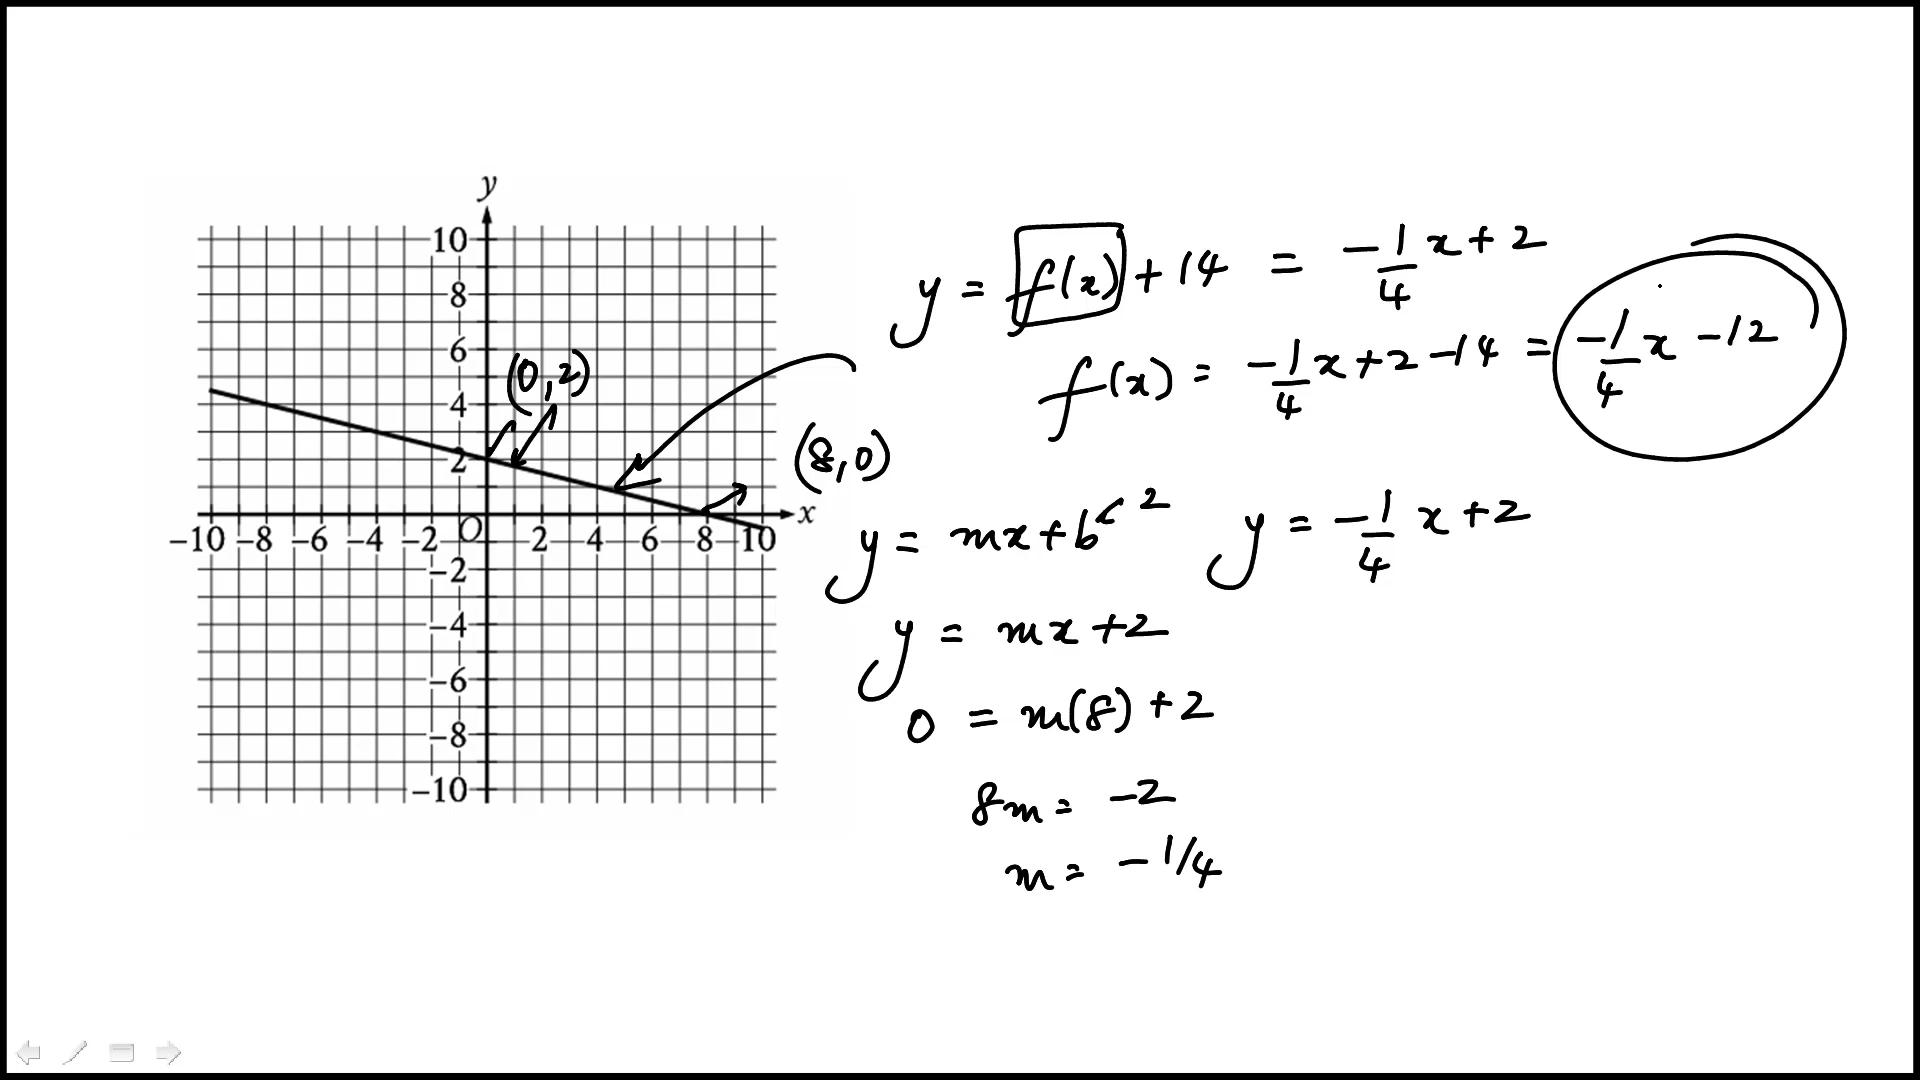 y
10
8
6
(0,2)
4
2
(8,0)
-10 -8 -6 -4 -2 O 2 4 6 8 10 x
-2
-4
-6
-8
-10
y = f(x) + 14 = -1/4 x + 2
f(x) = -1/4 x + 2 - 14 = -1/4 x - 12
y = mx + b 2
y = -1/4 x + 2
y = mx + 2
0 = m(8) + 2
8m = -2
m = -1/4